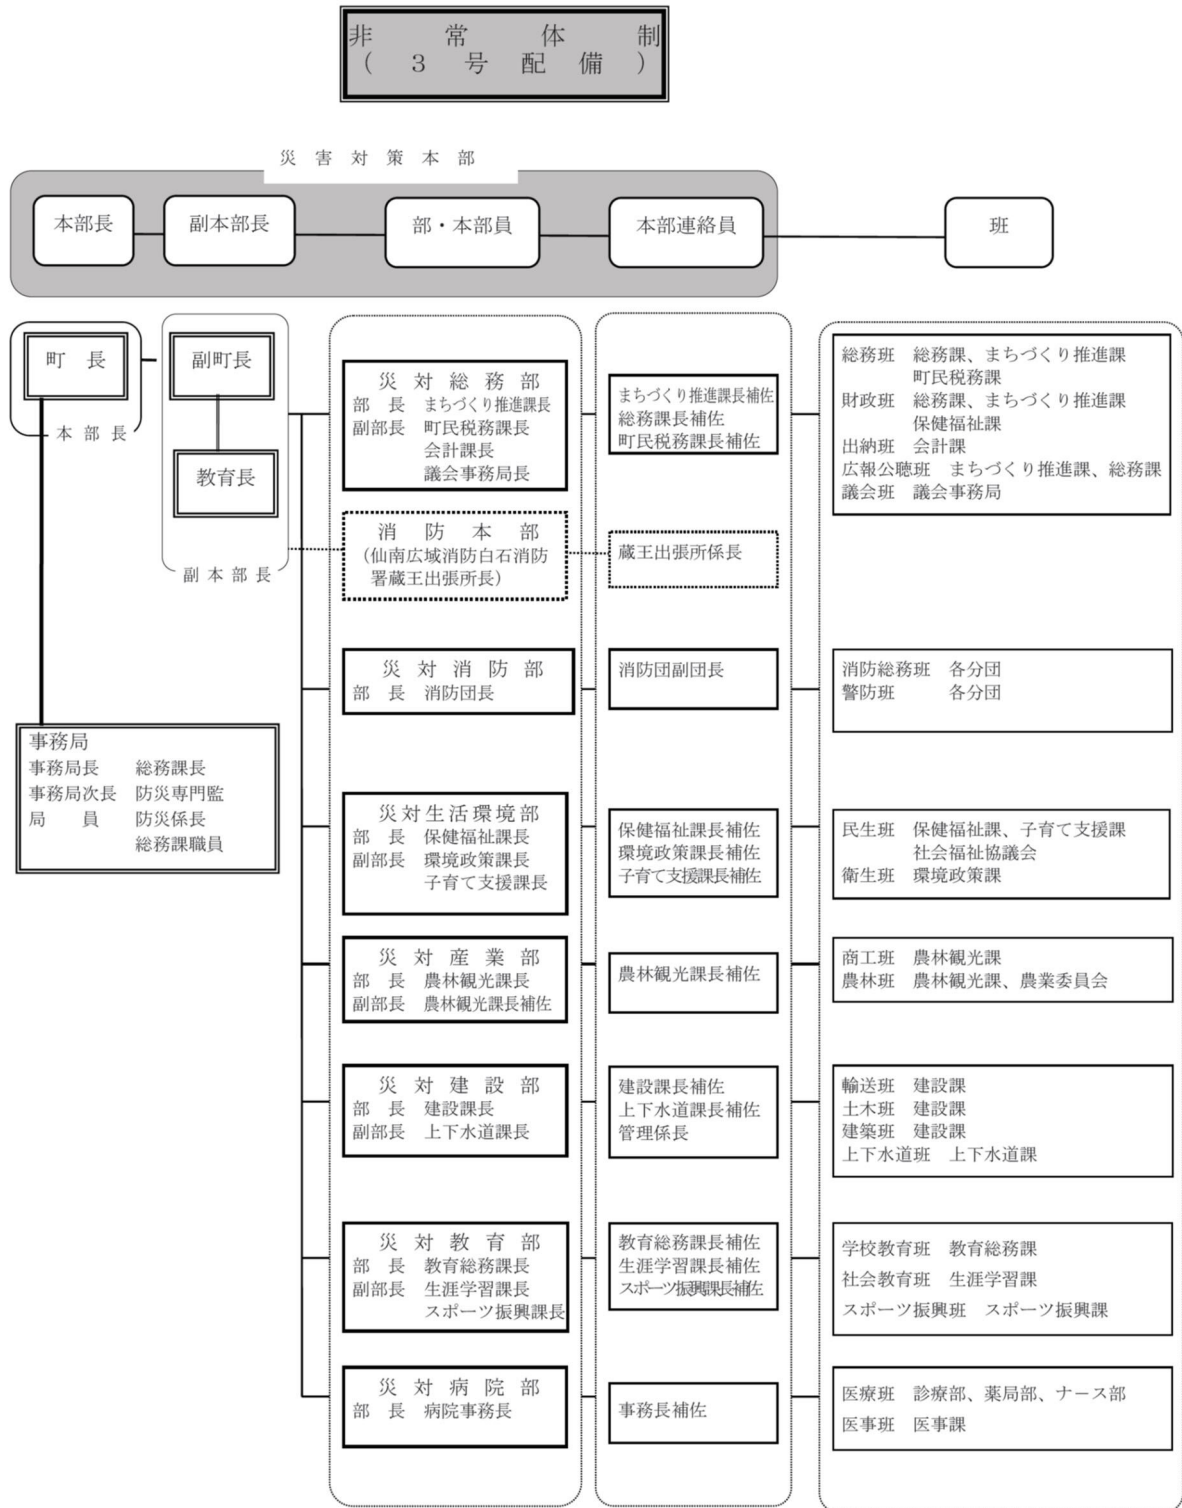 非常体制
(3号配備)
災害対策本部
本部長
副本部長
部・本部員
本部連絡員
班
町　長
本部長
副町長
教育長
副本部長
事務局
事務局長　総務課長
事務局次長　防災専門監
局　員　防災係長
総務課職員
災対総務部
部　長　まちづくり推進課長
副部長　町民税務課長
会計課長
議会事務局長
まちづくり推進課長補佐
総務課長補佐
町民税務課長補佐
総務班　総務課、まちづくり推進課
町民税務課
財政班　総務課、まちづくり推進課
保健福祉課
出納班　会計課
広報公聴班　まちづくり推進課、総務課
議会班　議会事務局
消防本部
(仙南広域消防白石消防
署蔵王出張所長)
蔵王出張所係長
災対消防部
部　長　消防団長
消防団副団長
消防総務班　各分団
警防班　各分団
災対生活環境部
部　長　保健福祉課長
副部長　環境政策課長
子育て支援課長
保健福祉課長補佐
環境政策課長補佐
子育て支援課長補佐
民生班　保健福祉課、子育て支援課
社会福祉協議会
衛生班　環境政策課
災対産業部
部　長　農林観光課長
副部長　農林観光課長補佐
農林観光課長補佐
商工班　農林観光課
農林班　農林観光課、農業委員会
災対建設部
部　長　建設課長
副部長　上下水道課長
建設課長補佐
上下水道課長補佐
管理係長
輸送班　建設課
土木班　建設課
建築班　建設課
上下水道班　上下水道課
災対教育部
部　長　教育総務課長
副部長　生涯学習課長
スポーツ振興課長
教育総務課長補佐
生涯学習課長補佐
スポーツ振興課長補佐
学校教育班　教育総務課
社会教育班　生涯学習課
スポーツ振興班　スポーツ振興課
災対病院部
部　長　病院事務長
事務長補佐
医療班　診療部、薬局部、ナース部
医事班　医事課